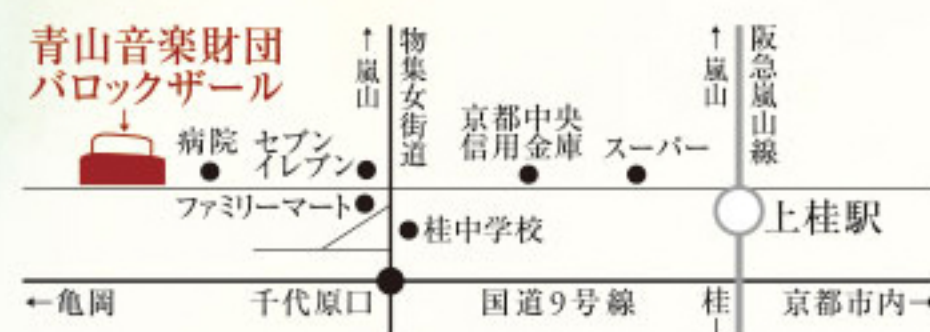 青山音楽財団
バロックザール
↓
病院
セブン
イレブン
ファミリーマート
↑嵐山
物集女街道
桂中学校
京都中央
信用金庫
スーパー
↑嵐山
阪急嵐山線
上桂駅
←亀岡
千代原口
国道9号線
桂
京都市内→